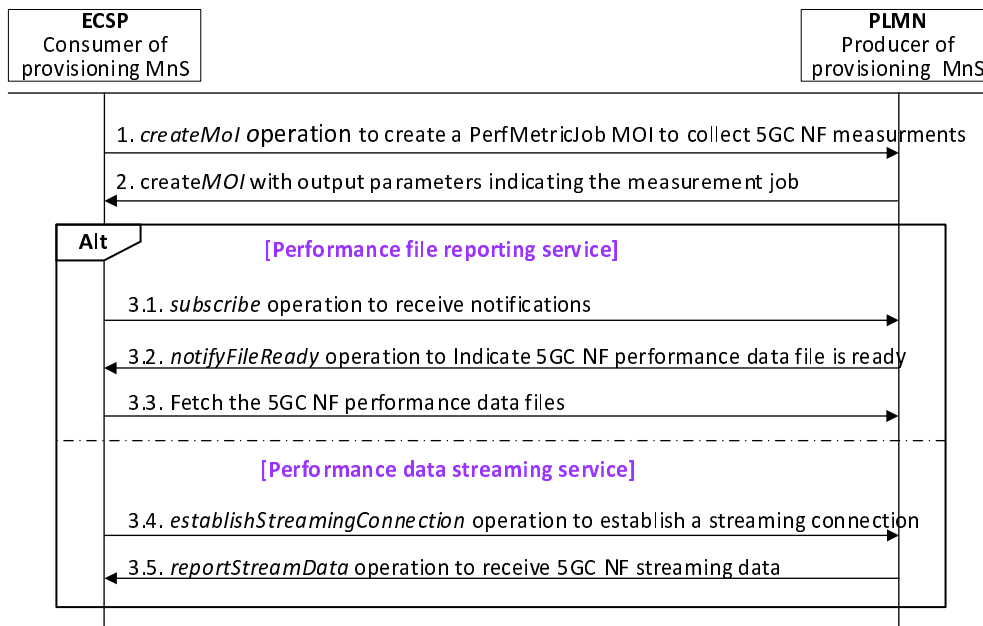 ECSP
Consumer of
provisioning MnS
PLMN
Producer of
provisioning MnS
1. createMoI operation to create a PerfMetricJob MOI to collect 5GC NF measurments
2. createMOI with output parameters indicating the measurement job
Alt
[Performance file reporting service]
3.1. subscribe operation to receive notifications
3.2. notifyFileReady operation to Indicate 5GC NF performance data file is ready
3.3. Fetch the 5GC NF performance data files
[Performance data streaming service]
3.4. establishStreamingConnection operation to establish a streaming connection
3.5. reportStreamData operation to receive 5GC NF streaming data